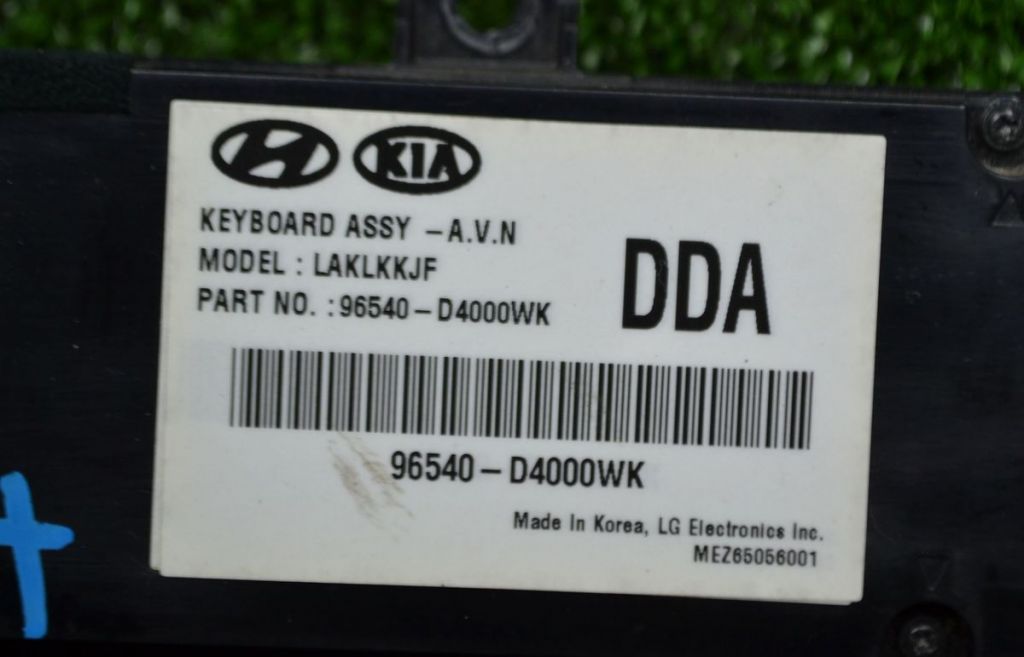 KIA
KEYBOARD ASSY - A.V.N
MODEL : LAKLKKJF
PART NO. : 96540 - D4000WK
DDA
96540 - D4000WK
Made In Korea, LG Electronics Inc.
MEZ65056001